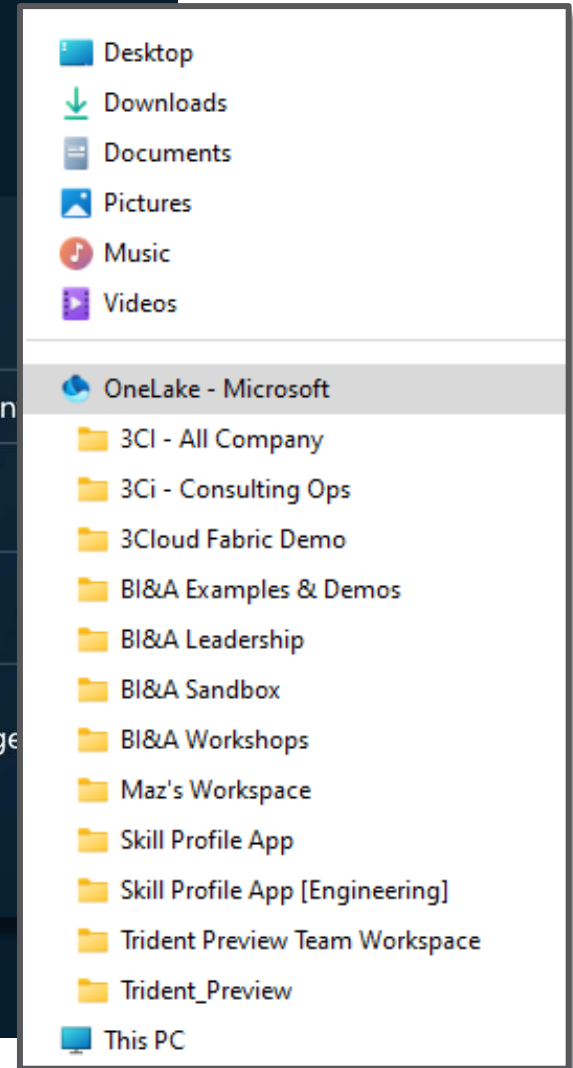 Desktop
Downloads
Documents
Pictures
Music
Videos
OneLake - Microsoft
3CI - All Company
3Ci - Consulting Ops
3Cloud Fabric Demo
BI&A Examples & Demos
BI&A Leadership
BI&A Sandbox
BI&A Workshops
Maz's Workspace
Skill Profile App
Skill Profile App [Engineering]
Trident Preview Team Workspace
Trident_Preview
This PC